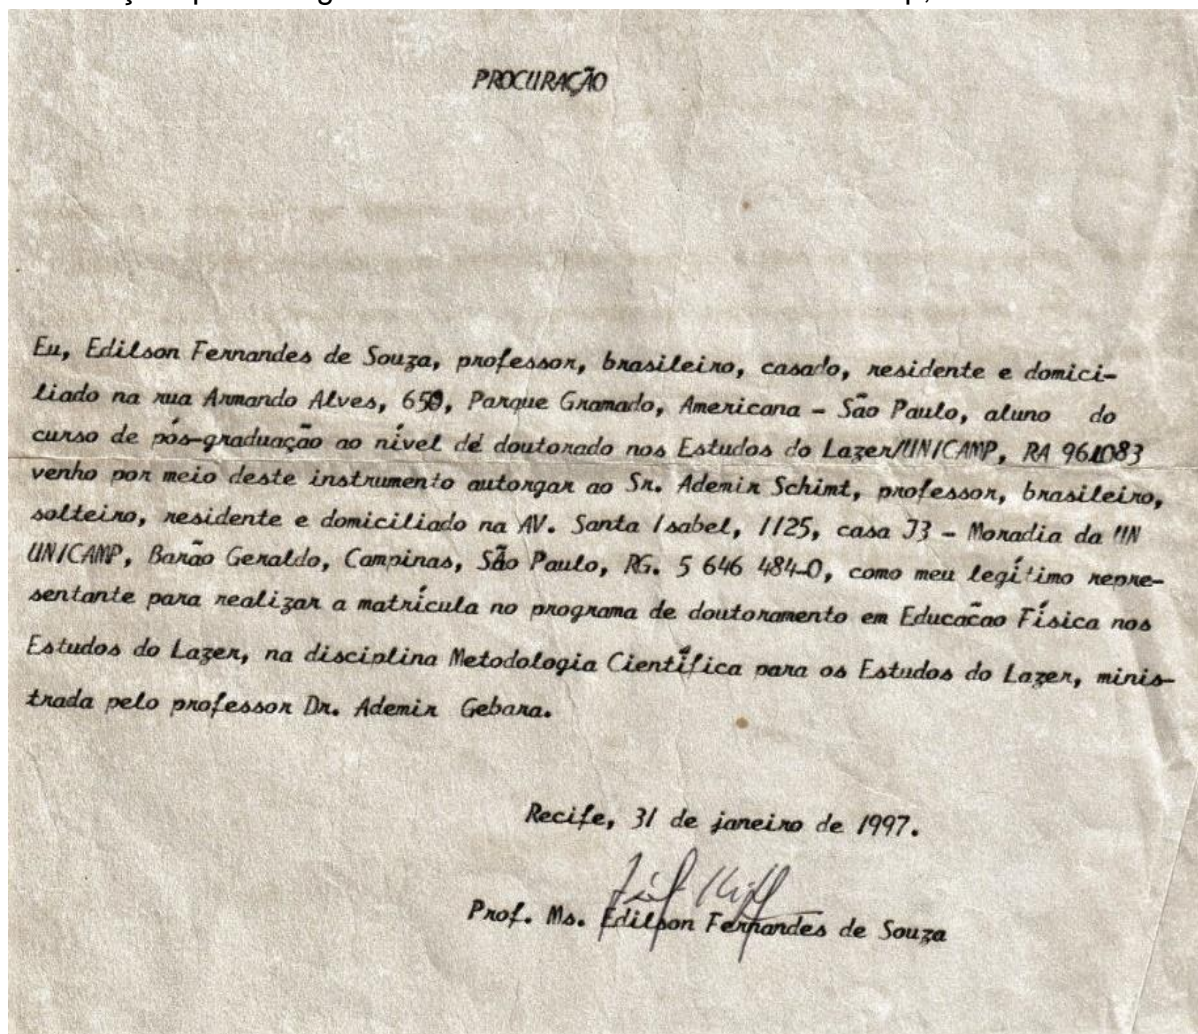 PROCURAÇÃO
Eu, Edilson Fernandes de Souza, professor, brasileiro, casado, residente e domici-
liado na rua Armando Alves, 650, Parque Gramado, Americana - São Paulo, aluno do
curso de pós-graduação ao nível de doutorado nos Estudos do Lazer/UNICAMP, RA 961083
venho por meio deste instrumento autorgar ao Sr. Ademir Schimt, professor, brasileiro,
solteiro, residente e domiciliado na AV. Santa Isabel, 1125, casa J3 - Moradia da UN
UNICAMP, Barão Geraldo, Campinas, São Paulo, RG. 5 646 484-0, como meu legítimo repre-
sentante para realizar a matrícula no programa de doutoramento em Educacão Física nos
Estudos do Lazer, na disciplina Metodologia Científica para os Estudos do Lazer, minis-
trada pelo professor Dr. Ademir Gebara.
Recife, 31 de janeiro de 1997.
Prof. Ms. Edilson Fernandes de Souza